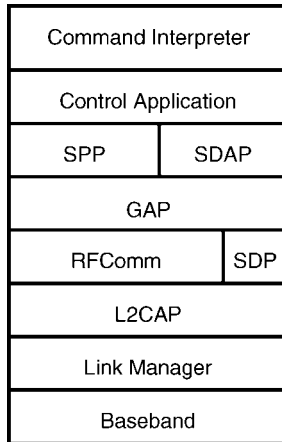 Command Interpreter
Control Application
SPP SDAP
GAP
RFComm SDP
L2CAP
Link Manager
Baseband